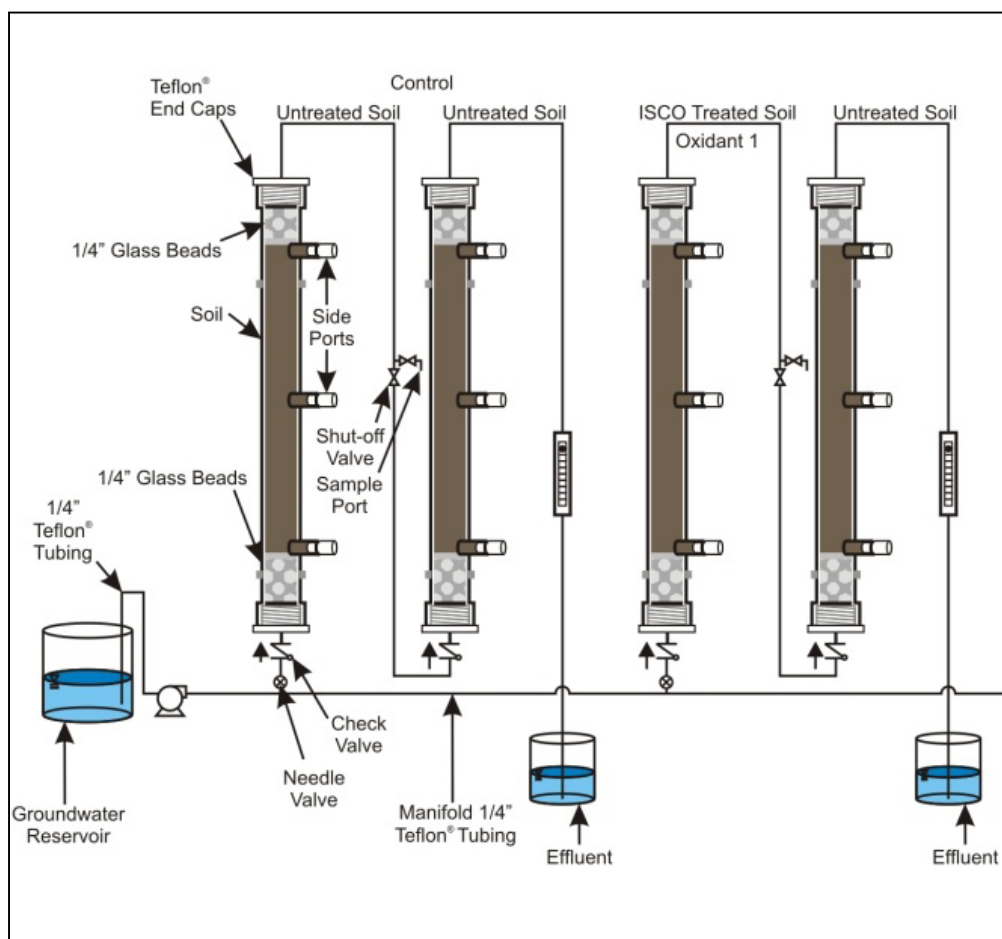 Teflon®
End Caps
Control
Untreated Soil
Untreated Soil
ISCO Treated Soil
Oxidant 1
Untreated Soil
1/4" Glass Beads
Soil
Side
Ports
Shut-off
Valve
Sample
Port
1/4" Glass Beads
1/4"
Teflon®
Tubing
Check
Valve
Needle
Valve
Groundwater
Reservoir
Manifold 1/4"
Teflon® Tubing
Effluent
Effluent